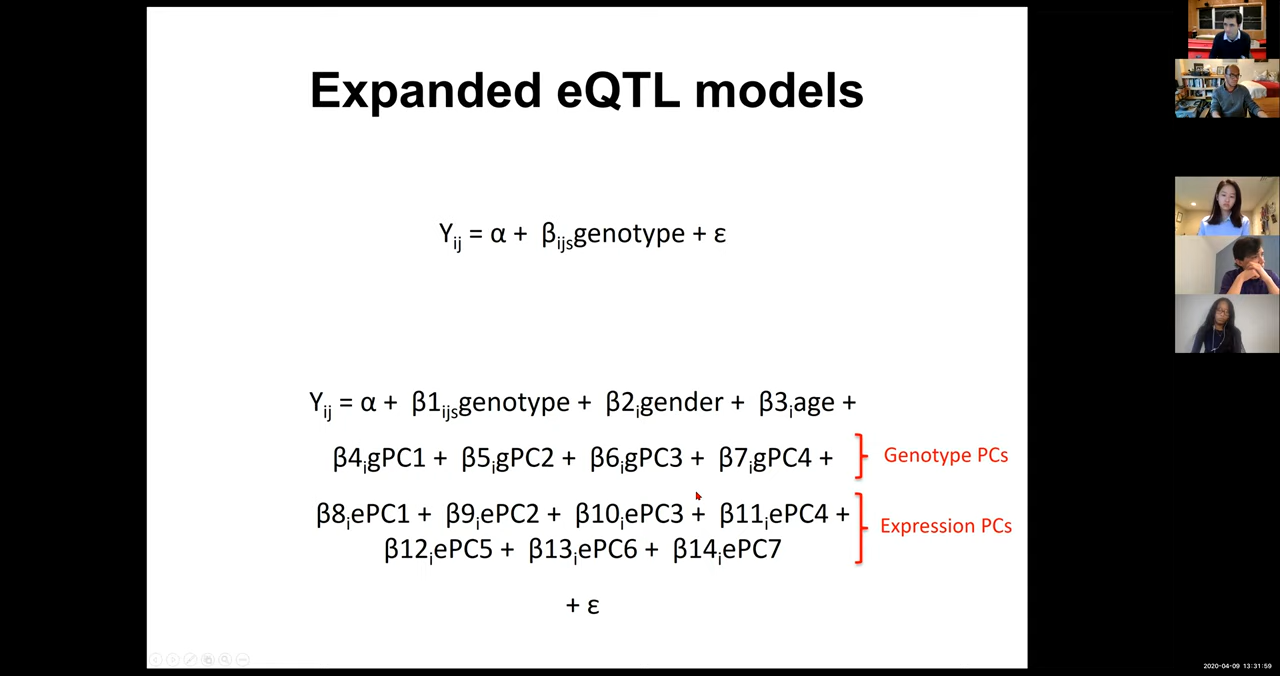 Expanded eQTL models
Yij = α + βijsgenotype + ε
Yij = α + β1ijsgenotype + β2igender + β3iage +
β4igPC1 + β5igPC2 + β6igPC3 + β7igPC4 +
Genotype PCs
β8iePC1 + β9iePC2 + β10iePC3 + β11iePC4 +
β12iePC5 + β13iePC6 + β14iePC7
Expression PCs
+ ε
2020-04-09 13:31:59